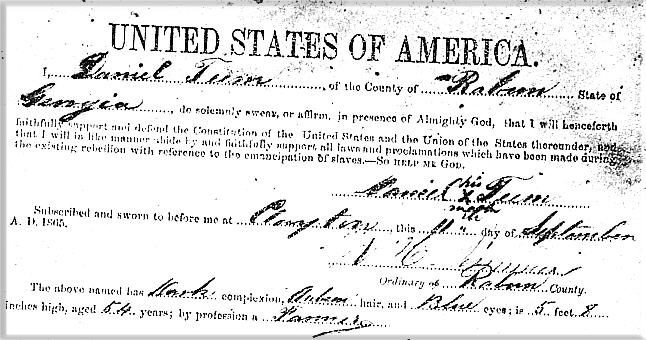 UNITED STATES OF AMERICA.
I, Daniel Teem, of the County of Rabun State of
Georgia, do solemnly swear, or affirm, in presence of Almighty God, that I will henceforth
faithfully support and defend the Constitution of the United States and the Union of the States thereunder, and
that I will in like manner abide by and faithfully support all laws and proclamations which have been made during
the existing rebellion with reference to the emancipation of slaves.—SO HELP ME GOD.
his
Daniel X Teem
mark
Subscribed and sworn to before me at Clayton, this 11" day of September
A. D. 1865.
Ordinary of Rabun County.
The above named has Dark complexion, Auburn hair, and Blue eyes; is 5 feet 8
inches high, aged 54 years; by profession a Farmer